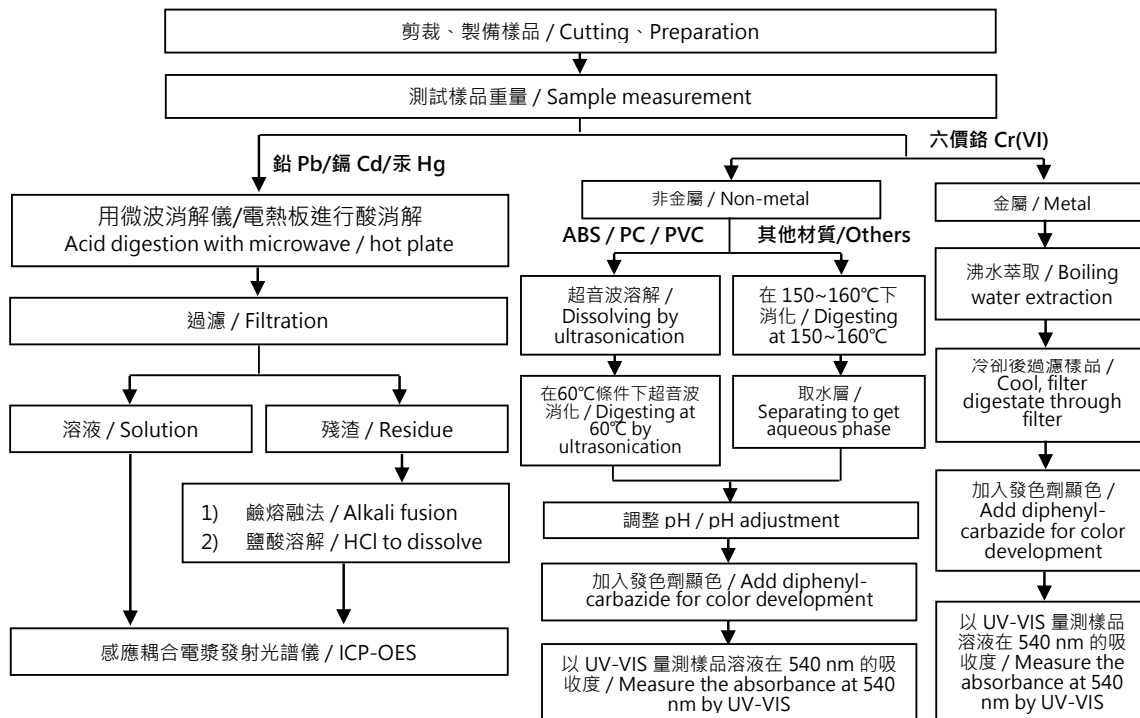 剪裁、製備樣品 / Cutting、Preparation
測試樣品重量 / Sample measurement
鉛 Pb/鎘 Cd/汞 Hg
六價鉻 Cr(VI)
用微波消解儀/電熱板進行酸消解
Acid digestion with microwave / hot plate
過濾 / Filtration
溶液 / Solution
殘渣 / Residue
1) 鹼熔融法 / Alkali fusion
2) 鹽酸溶解 / HCl to dissolve
感應耦合電漿發射光譜儀 / ICP-OES
非金屬 / Non-metal
ABS / PC / PVC
其他材質/Others
超音波溶解 /
Dissolving by
ultrasonication
在60℃條件下超音波
消化 / Digesting at
60℃ by
ultrasonication
在 150~160℃下
消化 / Digesting
at 150~160℃
取水層 /
Separating to get
aqueous phase
調整 pH / pH adjustment
加入發色劑顯色 / Add diphenyl-
carbazide for color development
以 UV-VIS 量測樣品溶液在 540 nm 的吸
收度 / Measure the absorbance at 540
nm by UV-VIS
金屬 / Metal
沸水萃取 / Boiling
water extraction
冷卻後過濾樣品 /
Cool, filter
digestate through
filter
加入發色劑顯色 /
Add diphenyl-
carbazide for color
development
以 UV-VIS 量測樣品
溶液在 540 nm 的吸
收度 / Measure the
absorbance at 540
nm by UV-VIS